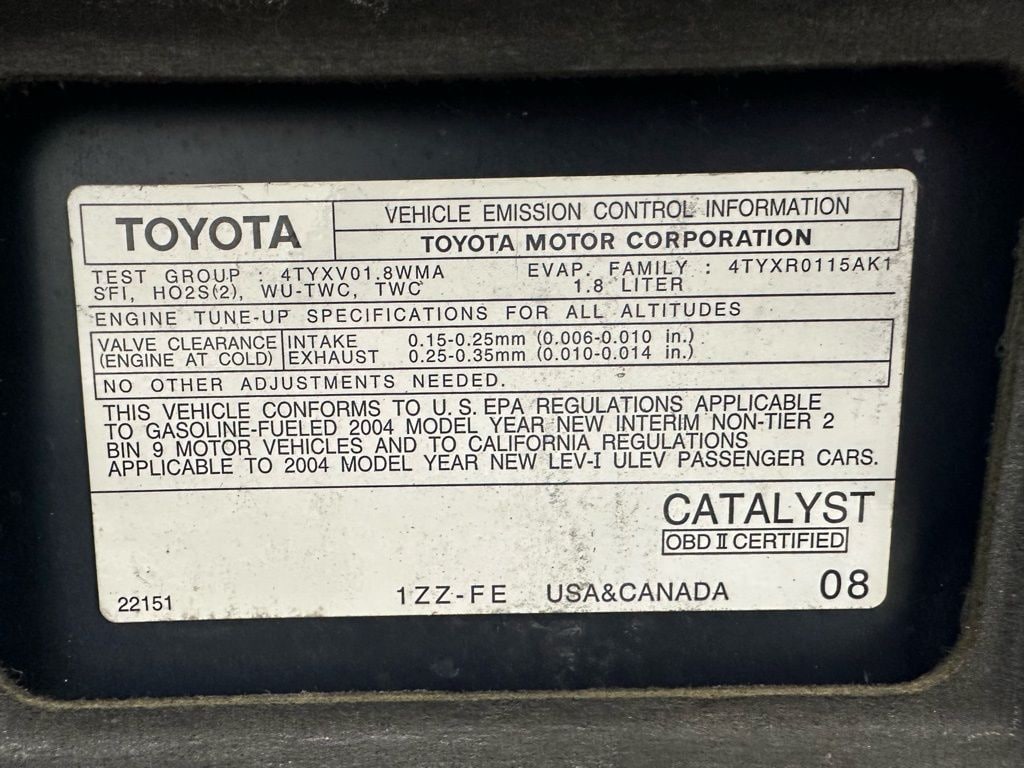 TOYOTA
VEHICLE EMISSION CONTROL INFORMATION
TOYOTA MOTOR CORPORATION
TEST GROUP : 4TYXV01.8WMA EVAP. FAMILY : 4TYXR0115AK1
SFI, HO2S(2), WU-TWC, TWC 1.8 LITER
ENGINE TUNE-UP SPECIFICATIONS FOR ALL ALTITUDES
VALVE CLEARANCE INTAKE 0.15-0.25mm (0.006-0.010 in.)
(ENGINE AT COLD) EXHAUST 0.25-0.35mm (0.010-0.014 in.)
NO OTHER ADJUSTMENTS NEEDED.
THIS VEHICLE CONFORMS TO U.S. EPA REGULATIONS APPLICABLE
TO GASOLINE-FUELED 2004 MODEL YEAR NEW INTERIM NON-TIER 2
BIN 9 MOTOR VEHICLES AND TO CALIFORNIA REGULATIONS
APPLICABLE TO 2004 MODEL YEAR NEW LEV-I ULEV PASSENGER CARS.
CATALYST
OBD II CERTIFIED
22151 1ZZ-FE USA&CANADA 08